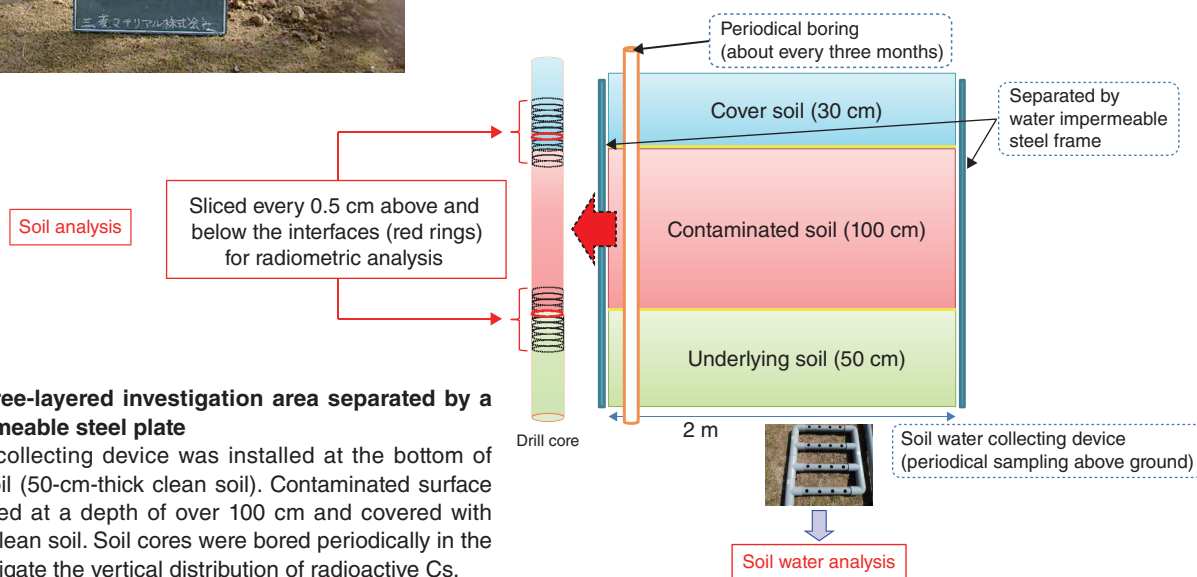 三菱マテリアル株式会社
Periodical boring
(about every three months)
Cover soil (30 cm)
Separated by
water impermeable
steel frame
Soil analysis
Sliced every 0.5 cm above and
below the interfaces (red rings)
for radiometric analysis
Contaminated soil (100 cm)
Underlying soil (50 cm)
Drill core
2 m
Soil water collecting device
(periodical sampling above ground)
Soil water analysis
ree-layered investigation area separated by a
meable steel plate
collecting device was installed at the bottom of
il (50-cm-thick clean soil). Contaminated surface
ed at a depth of over 100 cm and covered with
lean soil. Soil cores were bored periodically in the
igate the vertical distribution of radioactive Cs.